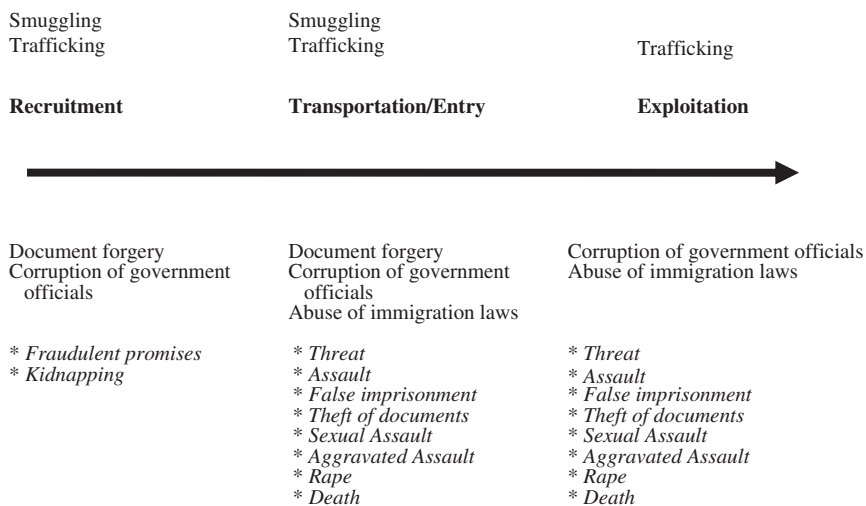 Smuggling
Trafficking
Recruitment
Smuggling
Trafficking
Transportation/Entry
Trafficking
Exploitation
Document forgery
Corruption of government
officials
* Fraudulent promises
* Kidnapping
Document forgery
Corruption of government
officials
Abuse of immigration laws
* Threat
* Assault
* False imprisonment
* Theft of documents
* Sexual Assault
* Aggravated Assault
* Rape
* Death
Corruption of government officials
Abuse of immigration laws
* Threat
* Assault
* False imprisonment
* Theft of documents
* Sexual Assault
* Aggravated Assault
* Rape
* Death